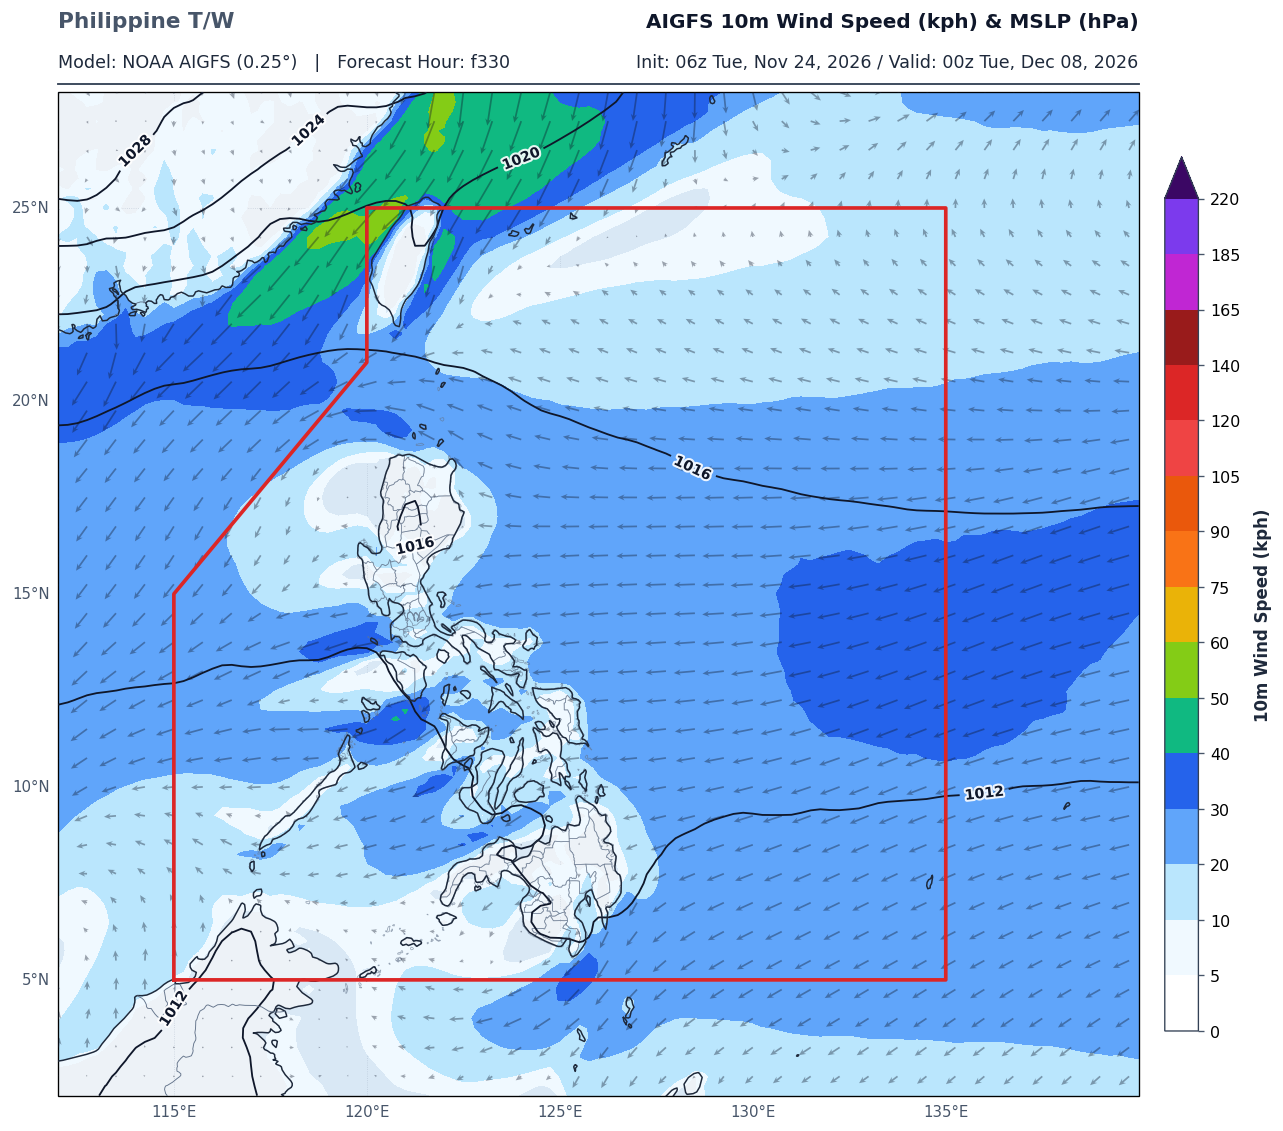 Philippine T/W
AIGFS 10m Wind Speed (kph) & MSLP (hPa)
Model: NOAA AIGFS (0.25°) | Forecast Hour: f330
Init: 06z Tue, Nov 24, 2026 / Valid: 00z Tue, Dec 08, 2026
1028
1024
1020
1016
1016
1012
1012
25°N
20°N
15°N
10°N
5°N
115°E
120°E
125°E
130°E
135°E
220
185
165
140
120
105
90
75
60
50
40
30
20
10
5
0
10m Wind Speed (kph)